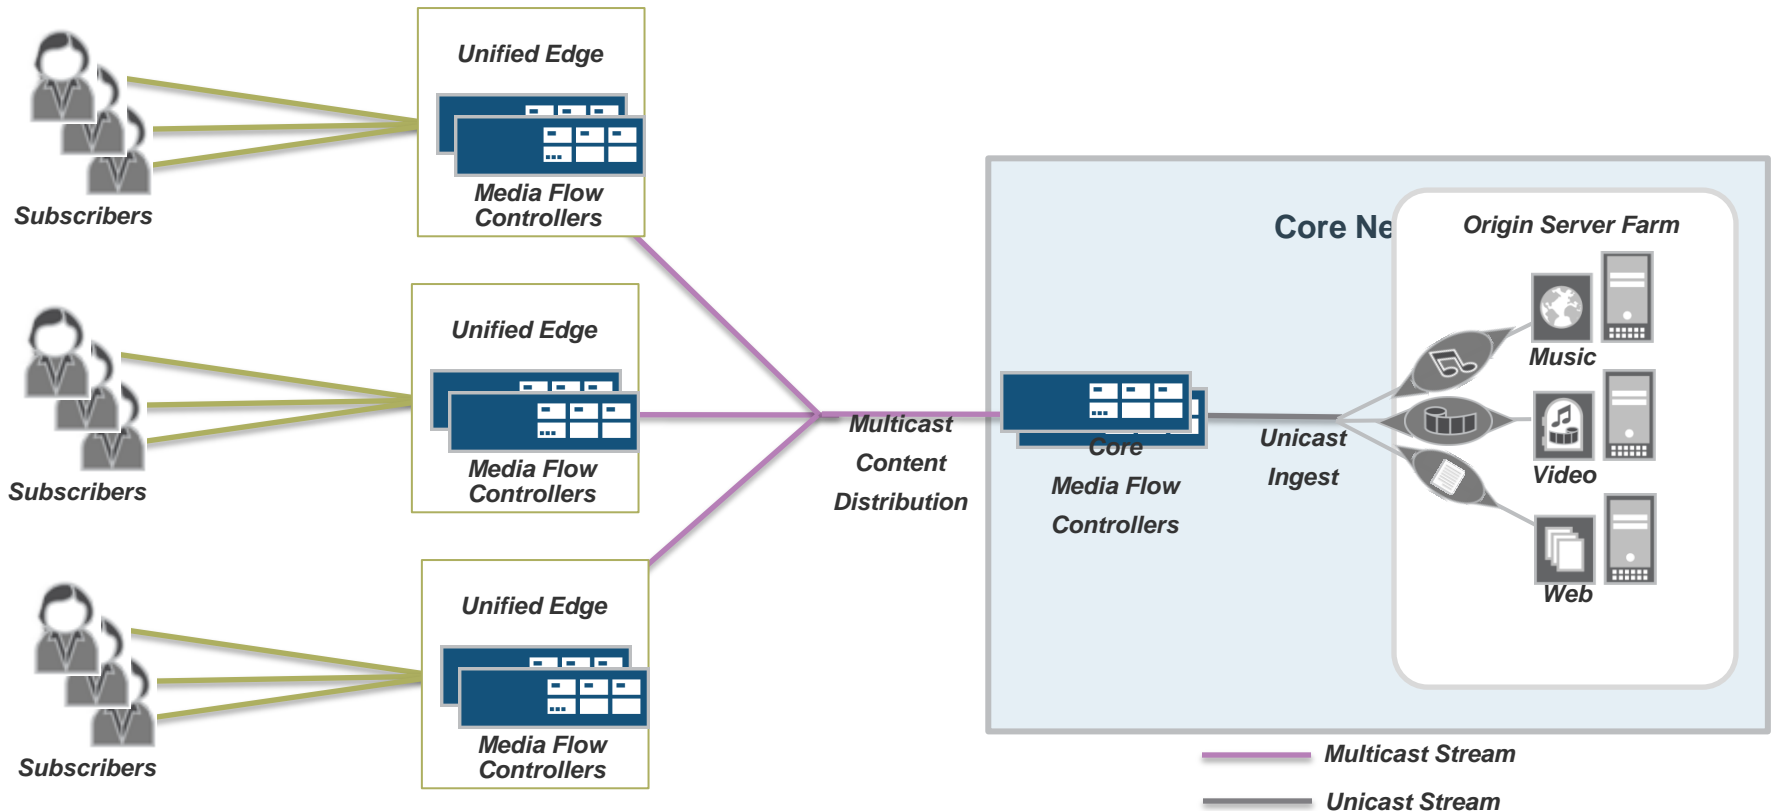 Unified Edge
Media Flow
Controllers
Subscribers
Unified Edge
Media Flow
Controllers
Subscribers
Unified Edge
Media Flow
Controllers
Subscribers
Multicast
Content
Distribution
Core Ne
Core
Media Flow
Controllers
Unicast
Ingest
Origin Server Farm
Music
Video
Web
Multicast Stream
Unicast Stream